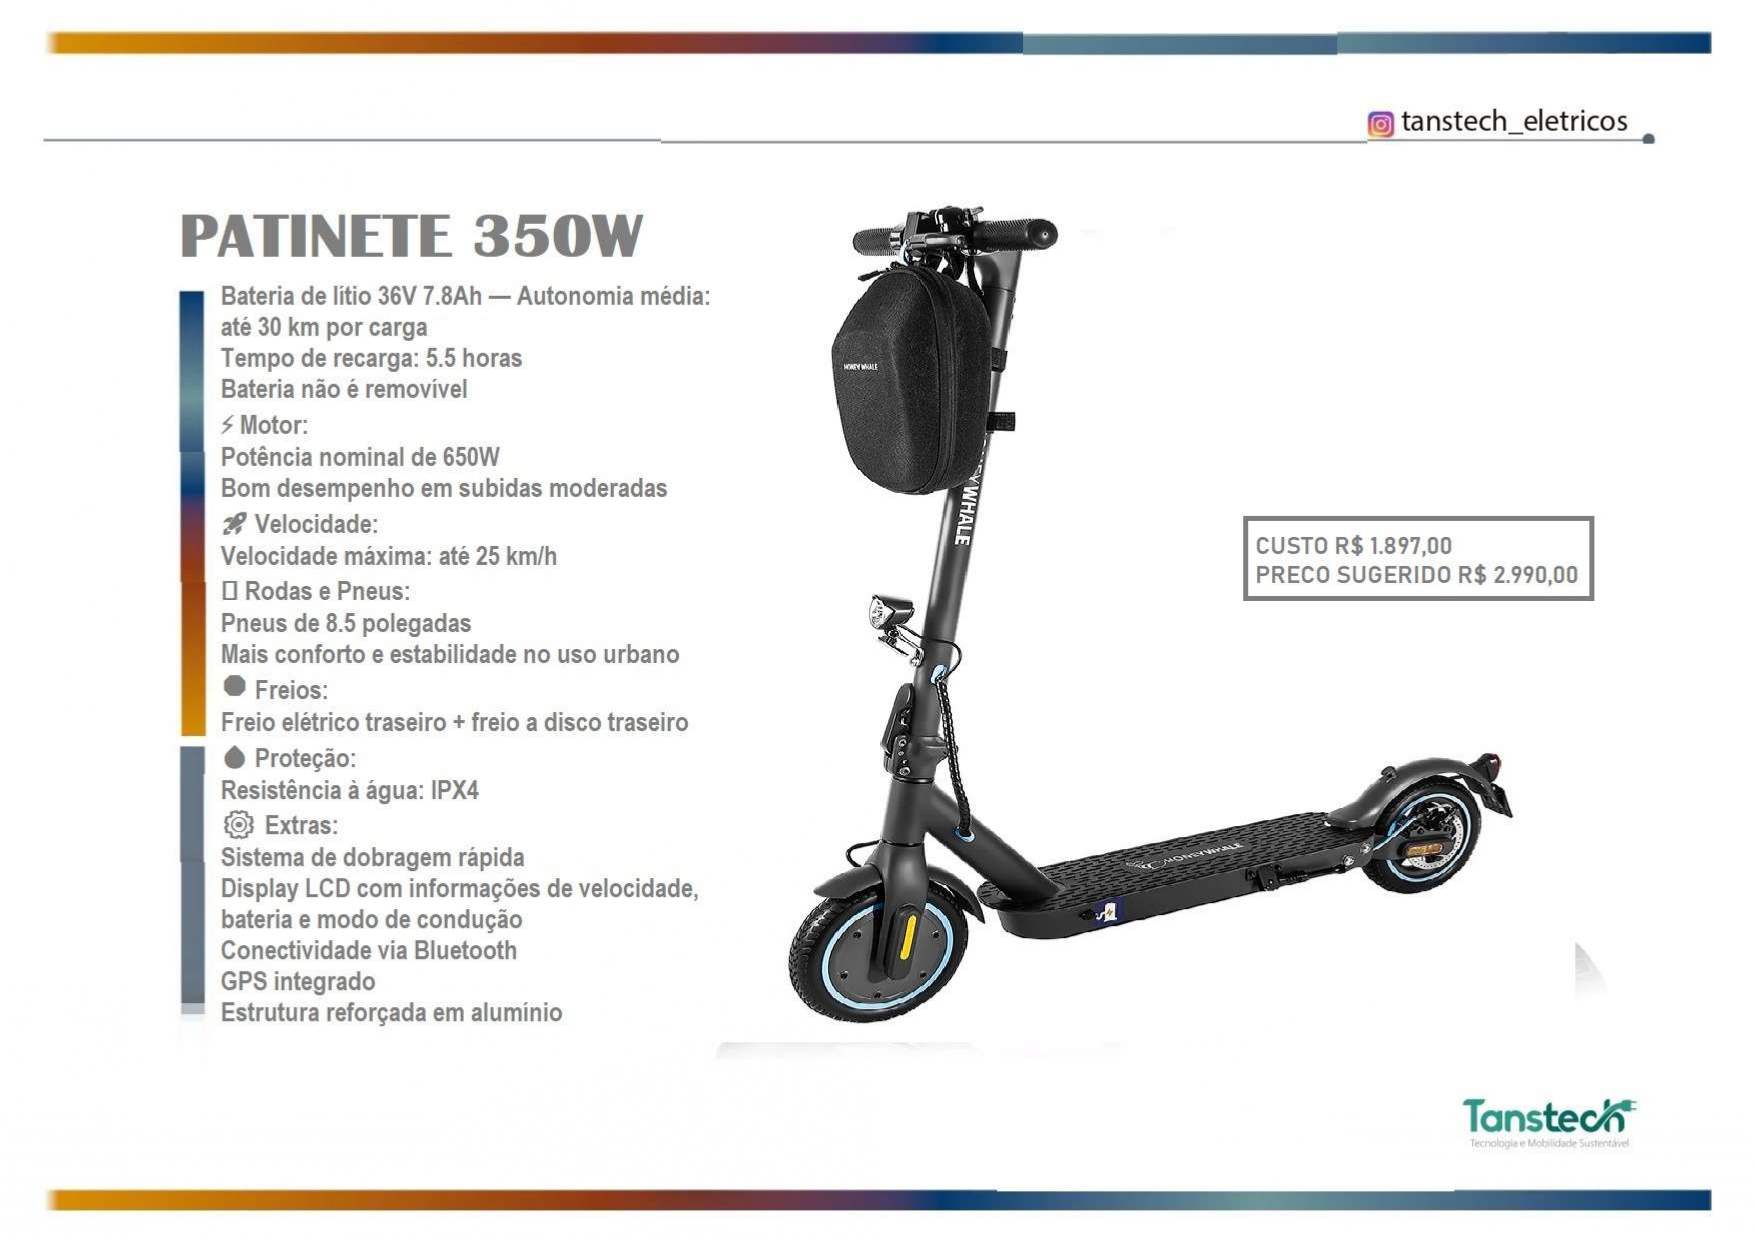 tanstech_eletricos
PATINETE 350W
Bateria de lítio 36V 7.8Ah — Autonomia média:
até 30 km por carga
Tempo de recarga: 5.5 horas
Bateria não é removível
⚡ Motor:
Potência nominal de 650W
Bom desempenho em subidas moderadas
🚀 Velocidade:
Velocidade máxima: até 25 km/h
Rodas e Pneus:
Pneus de 8.5 polegadas
Mais conforto e estabilidade no uso urbano
Freios:
Freio elétrico traseiro + freio a disco traseiro
Proteção:
Resistência à água: IPX4
Extras:
Sistema de dobragem rápida
Display LCD com informações de velocidade,
bateria e modo de condução
Conectividade via Bluetooth
GPS integrado
Estrutura reforçada em alumínio
HONEY WHALE
WHALE
HONEYWHALE
CUSTO R$ 1.897,00
PRECO SUGERIDO R$ 2.990,00
Tanstech
Tecnologia e Mobilidade Sustentável